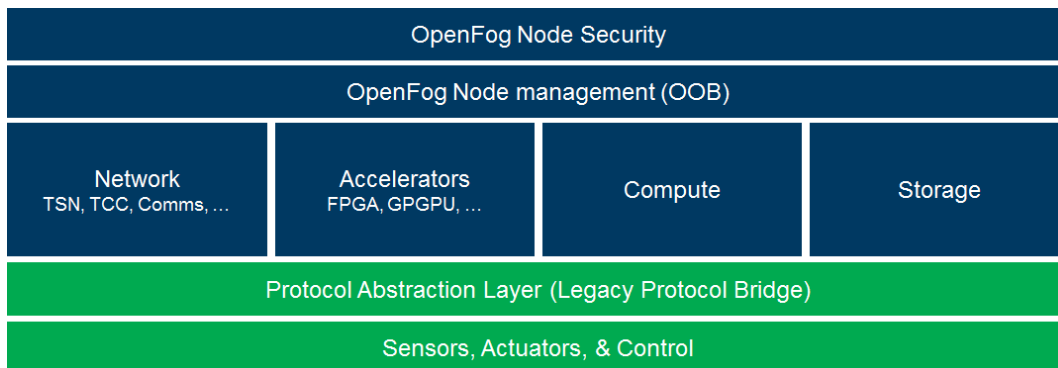 OpenFog Node Security
OpenFog Node management (OOB)
Network
TSN, TCC, Comms, ...
Accelerators
FPGA, GPGPU, ...
Compute
Storage
Protocol Abstraction Layer (Legacy Protocol Bridge)
Sensors, Actuators, & Control